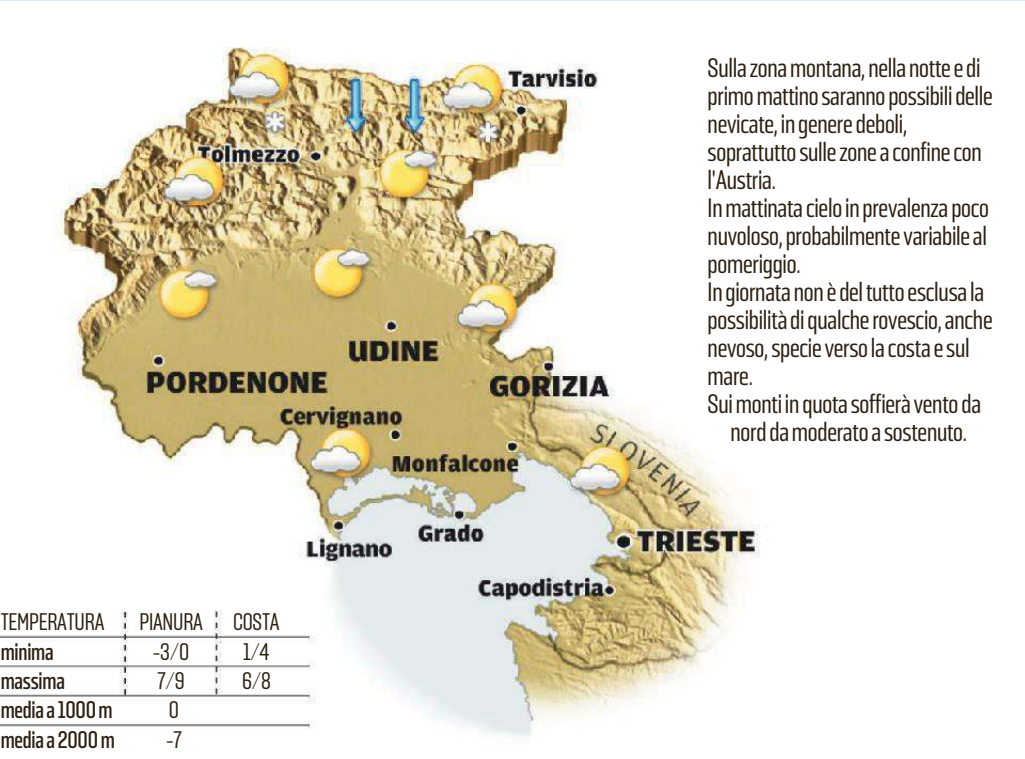 Sulla zona montana, nella notte e di
primo mattino saranno possibili delle
nevicate, in genere deboli,
soprattutto sulle zone a confine con
l'Austria.
In mattinata cielo in prevalenza poco
nuvoloso, probabilmente variabile al
pomeriggio.
In giornata non è del tutto esclusa la
possibilità di qualche rovescio, anche
nevoso, specie verso la costa e sul
mare.
Sui monti in quota soffierà vento da
nord da moderato a sostenuto.
Tarvisio
Tolmezzo
UDINE
PORDENONE
GORIZIA
Cervignano
SLOVENIA
Monfalcone
Grado
Lignano
TRIESTE
Capodistria
TEMPERATURA PIANURA COSTA
minima -3/0 1/4
massima 7/9 6/8
media a 1000 m 0
media a 2000 m -7